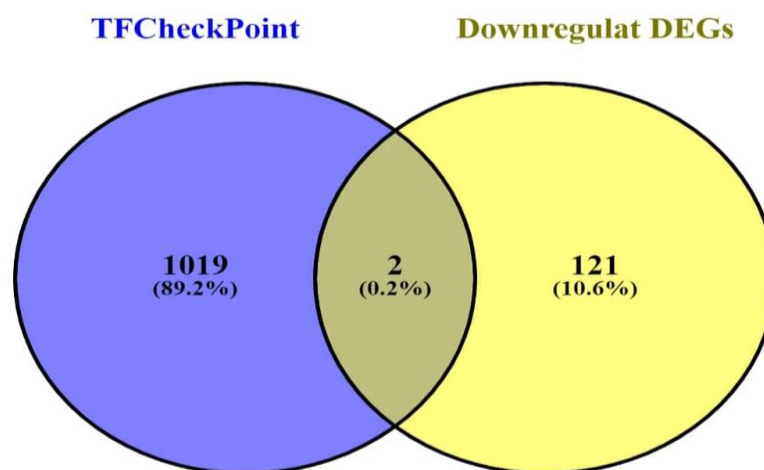 TFCheckPoint Downregulat DEGs
1019 2 121
(89.2%) (0.2%) (10.6%)